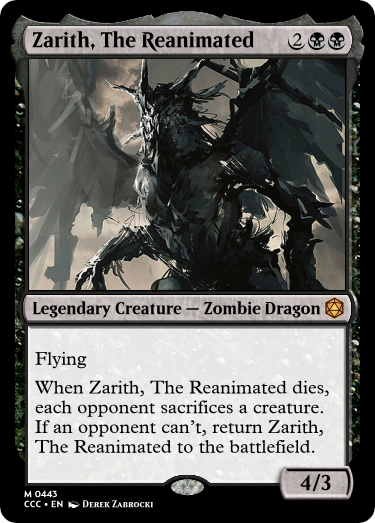 Zarith, The Reanimated 2
Legendary Creature — Zombie Dragon
Flying
When Zarith, The Reanimated dies,
each opponent sacrifices a creature.
If an opponent can't, return Zarith,
The Reanimated to the battlefield.
4/3
M 0443
CCC • EN DEREK ZABROCKI